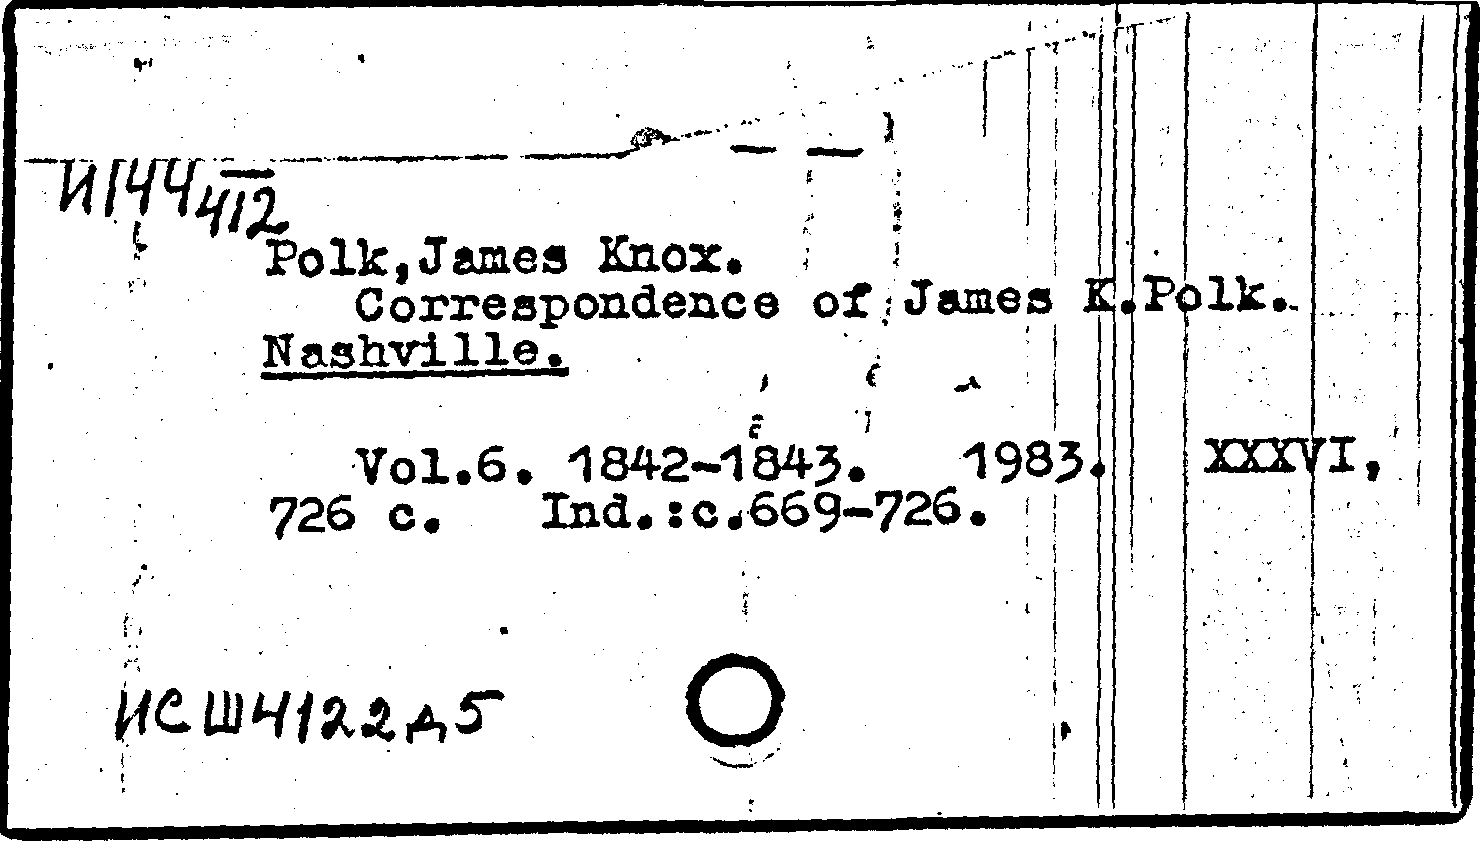 И144
412
Polk,James Knox.
Correspondence of James K.Polk.
Nashville.
Vol.6. 1842-1843. 1983. XXXVI,
726 c. Ind.:c.669-726.
ИСШ4122д5